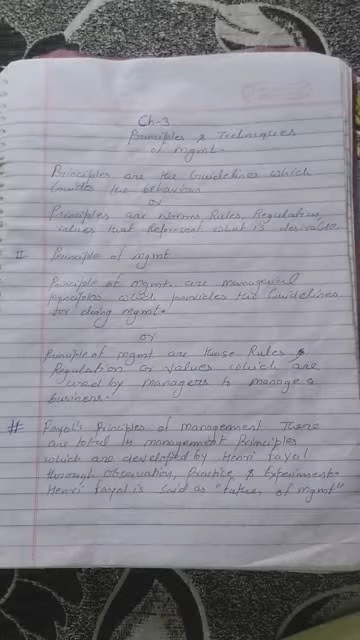 Ch-3
Principles & Techniques
of mgmt.
Principles are the Guidelines which
Guides the behaviour
or
Principles are Norms, Rules, Regulation,
values that Represent what is desirable
Principle of mgmt
Principle of mgmt. are managerial
principles which provides the Guidelines
for doing mgmt.
or
Principle of mgmt are those Rules &
Regulation or values which are
used by managers to manage a
business.
# Fayol's Principles of management There
are total 14 management Principles
which are developed by Henri fayol
through Observation, Practice & Experiment
Henri fayol is said as "father of mgmt"